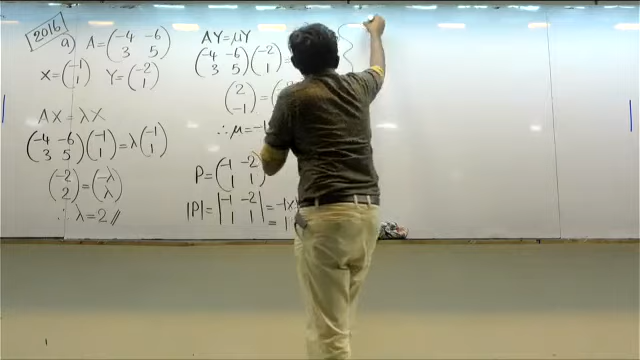 2016
a) A = (-4 -6
3 5)
X = (-1
1) Y = (-2
1)
AX = λX
(-4 -6
3 5)(-1
1) = λ(-1
1)
(-2
2) = (-λ
λ)
∴ λ = 2 //
AY = μY
(-4 -6
3 5)(-2
1) =
(2
-1) = (
∴ μ = -1
P = (-1 -2
1 1)
|P| = |-1 -2
1 1| = -1×
= 1